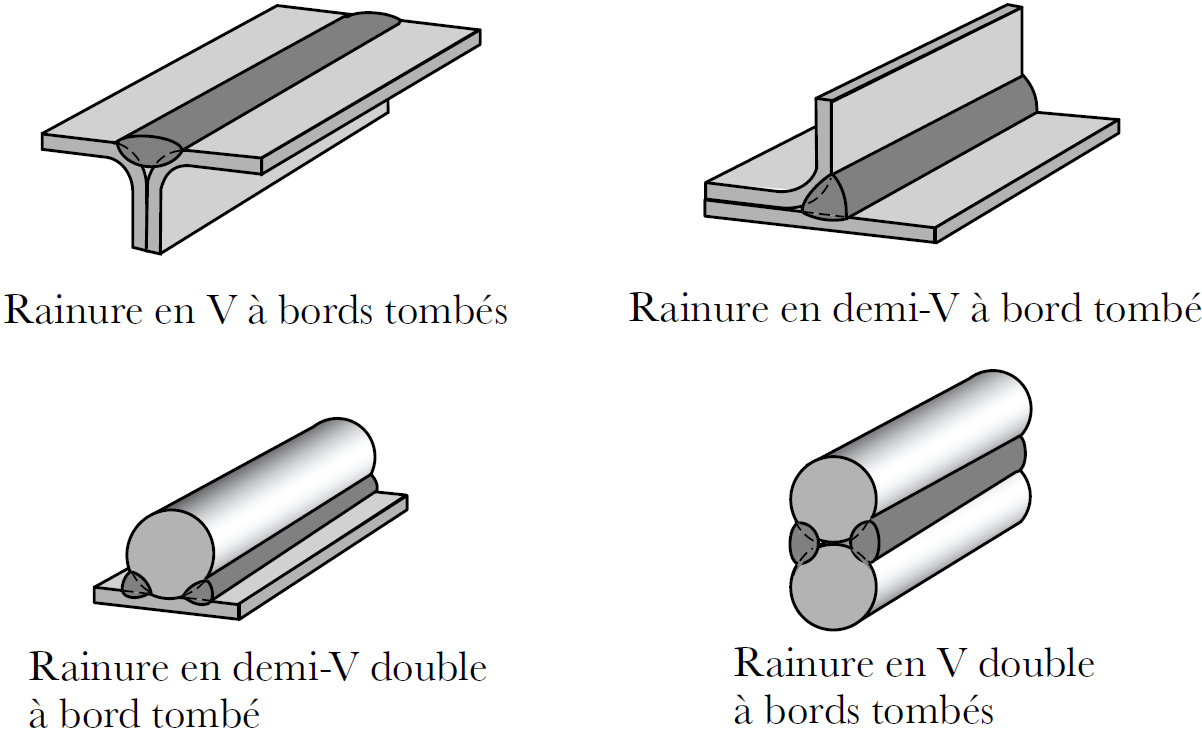 Rainure en V à bords tombés
Rainure en demi-V à bord tombé
Rainure en demi-V double
à bord tombé
Rainure en V double
à bords tombés